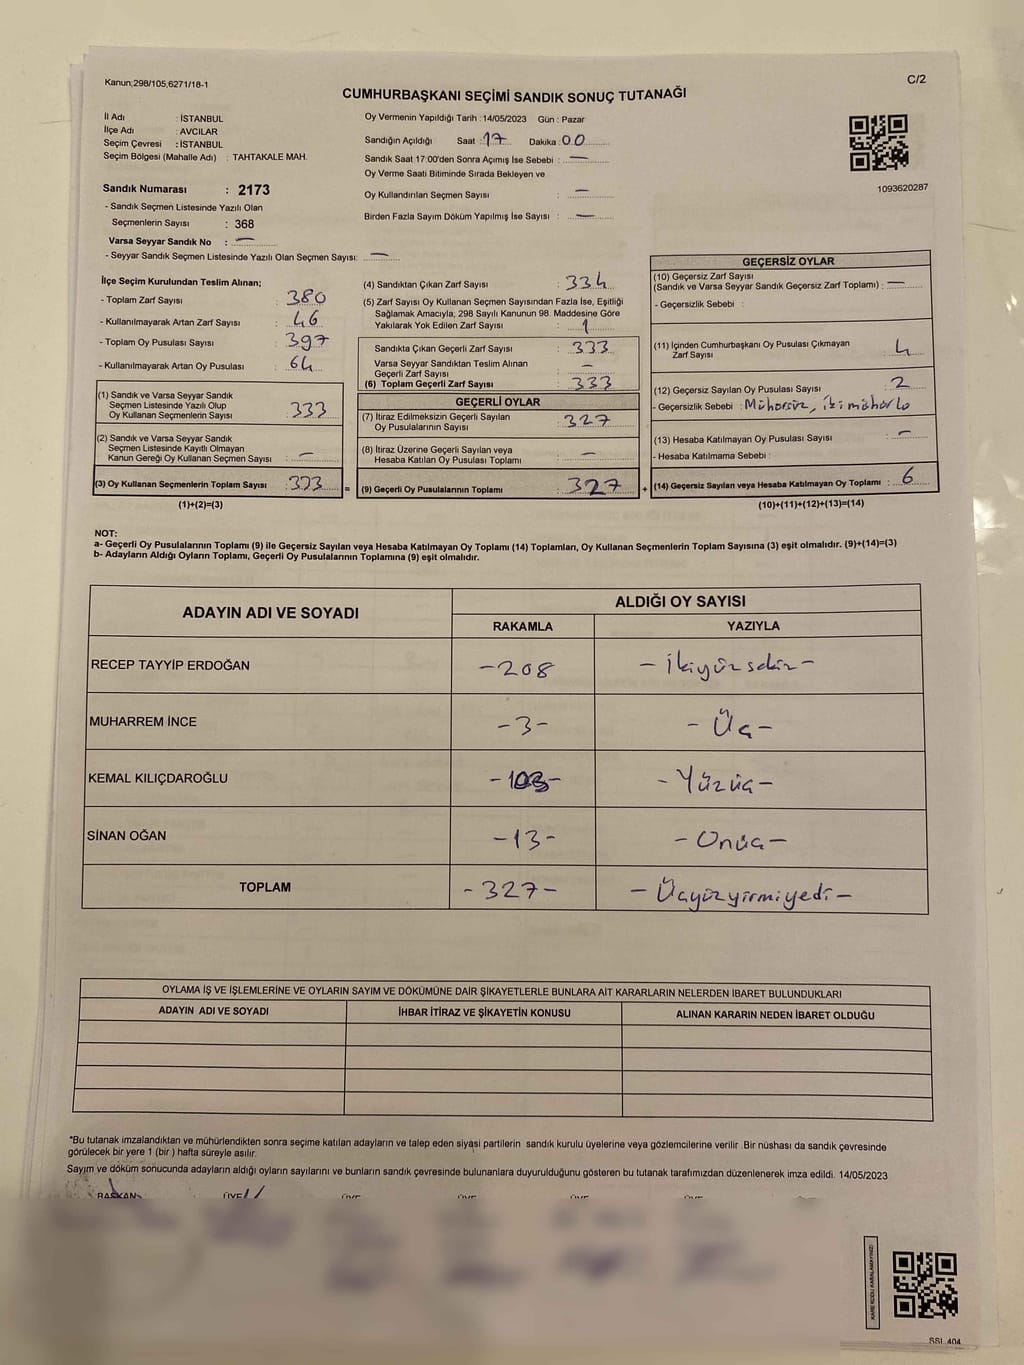 Kanun;298/105,6271/18-1
C/2
CUMHURBAŞKANI SEÇİMİ SANDIK SONUÇ TUTANAĞI
İl Adı : İSTANBUL
İlçe Adı : AVCILAR
Seçim Çevresi : İSTANBUL
Seçim Bölgesi (Mahalle Adı) : TAHTAKALE MAH.
Sandık Numarası : 2173
- Sandık Seçmen Listesinde Yazılı Olan
Seçmenlerin Sayısı : 368
Varsa Seyyar Sandık No : —
- Seyyar Sandık Seçmen Listesinde Yazılı Olan Seçmen Sayısı: —
Oy Vermenin Yapıldığı Tarih : 14/05/2023 Gün : Pazar
Sandığın Açıldığı Saat : 17 Dakika : 00
Sandık Saat 17:00'den Sonra Açımış İse Sebebi : —
Oy Verme Saati Bitiminde Sırada Bekleyen ve
Oy Kullandırılan Seçmen Sayısı : —
Birden Fazla Sayım Döküm Yapılmış İse Sayısı : —
1093620287
İlçe Seçim Kurulundan Teslim Alınan;
- Toplam Zarf Sayısı : 380
- Kullanılmayarak Artan Zarf Sayısı : 46
- Toplam Oy Pusulası Sayısı : 397
- Kullanılmayarak Artan Oy Pusulası : 64
(1) Sandık ve Varsa Seyyar Sandık
Seçmen Listesinde Yazılı Olup
Oy Kullanan Seçmenlerin Sayısı : 333
(2) Sandık ve Varsa Seyyar Sandık
Seçmen Listesinde Kayıtlı Olmayan
Kanun Gereği Oy Kullanan Seçmen Sayısı : —
(3) Oy Kullanan Seçmenlerin Toplam Sayısı : 333 =
(1)+(2)=(3)
(4) Sandıktan Çıkan Zarf Sayısı : 334
(5) Zarf Sayısı Oy Kullanan Seçmen Sayısından Fazla İse, Eşitliği
Sağlamak Amacıyla; 298 Sayılı Kanunun 98. Maddesine Göre
Yakılarak Yok Edilen Zarf Sayısı : 1
Sandıkta Çıkan Geçerli Zarf Sayısı : 333
Varsa Seyyar Sandıktan Teslim Alınan
Geçerli Zarf Sayısı : —
(6) Toplam Geçerli Zarf Sayısı : 333
GEÇERLİ OYLAR
(7) İtiraz Edilmeksizin Geçerli Sayılan
Oy Pusulalarının Sayısı : 327
(8) İtiraz Üzerine Geçerli Sayılan veya
Hesaba Katılan Oy Pusulası Toplamı : —
(9) Geçerli Oy Pusulalarının Toplamı : 327 +
GEÇERSİZ OYLAR
(10) Geçersiz Zarf Sayısı
(Sandık ve Varsa Seyyar Sandık Geçersiz Zarf Toplamı) : —
- Geçersizlik Sebebi :
(11) İçinden Cumhurbaşkanı Oy Pusulası Çıkmayan
Zarf Sayısı : 4
(12) Geçersiz Sayılan Oy Pusulası Sayısı : 2
- Geçersizlik Sebebi : Mühürsüz, iki mühürlü
(13) Hesaba Katılmayan Oy Pusulası Sayısı : —
- Hesaba Katılmama Sebebi :
(14) Geçersiz Sayılan veya Hesaba Katılmayan Oy Toplamı : 6
(10)+(11)+(12)+(13)=(14)
NOT:
a- Geçerli Oy Pusulalarının Toplamı (9) ile Geçersiz Sayılan veya Hesaba Katılmayan Oy Toplamı (14) Toplamları, Oy Kullanan Seçmenlerin Toplam Sayısına (3) eşit olmalıdır. (9)+(14)=(3)
b- Adayların Aldığı Oyların Toplamı, Geçerli Oy Pusulalarının Toplamına (9) eşit olmalıdır.
ADAYIN ADI VE SOYADI
ALDIĞI OY SAYISI
RAKAMLA YAZIYLA
RECEP TAYYİP ERDOĞAN -208 - İkiyüzsekiz -
MUHARREM İNCE -3- - Üç -
KEMAL KILIÇDAROĞLU -103- - Yüzüç -
SİNAN OĞAN -13- - Onüç -
TOPLAM -327- - Üçyüzyirmiyedi -
OYLAMA İŞ VE İŞLEMLERİNE VE OYLARIN SAYIM VE DÖKÜMÜNE DAİR ŞİKAYETLERLE BUNLARA AİT KARARLARIN NELERDEN İBARET BULUNDUKLARI
ADAYIN ADI VE SOYADI İHBAR İTİRAZ VE ŞİKAYETİN KONUSU ALINAN KARARIN NEDEN İBARET OLDUĞU
*Bu tutanak imzalandıktan ve mühürlendikten sonra seçime katılan adayların ve talep eden siyasi partilerin sandık kurulu üyelerine veya gözlemcilerine verilir. Bir nüshası da sandık çevresinde
görülecek bir yere 1 (bir ) hafta süreyle asılır.
Sayım ve döküm sonucunda adayların aldığı oyların sayılarını ve bunların sandık çevresinde bulunanlara duyurulduğunu gösteren bu tutanak tarafımızdan düzenlenerek imza edildi. 14/05/2023
BAŞKAN ÜYE ÜYE ÜYE ÜYE ÜYE
KARE KODU KARALAMAYINIZ!
SSL 404